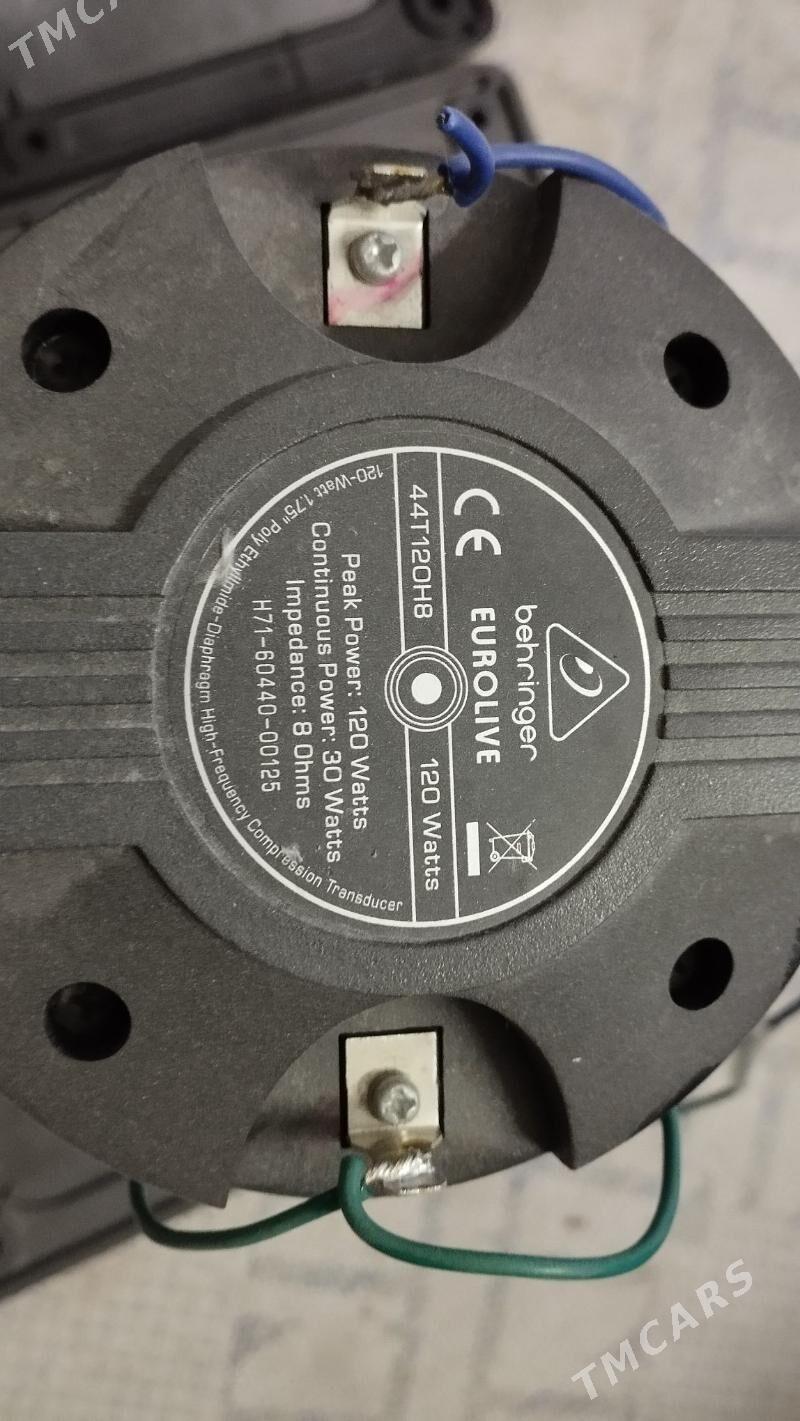 TMCA
behringer
CE EUROLIVE
44T120H8 120 Watts
Peak Power: 120 Watts
Continuous Power: 30 Watts
Impedance: 8 Ohms
H71-60440-00125
120-Watt 1.75" Poly Ethylimide-Diaphragm High-Frequency Compression Transducer
TMCARS